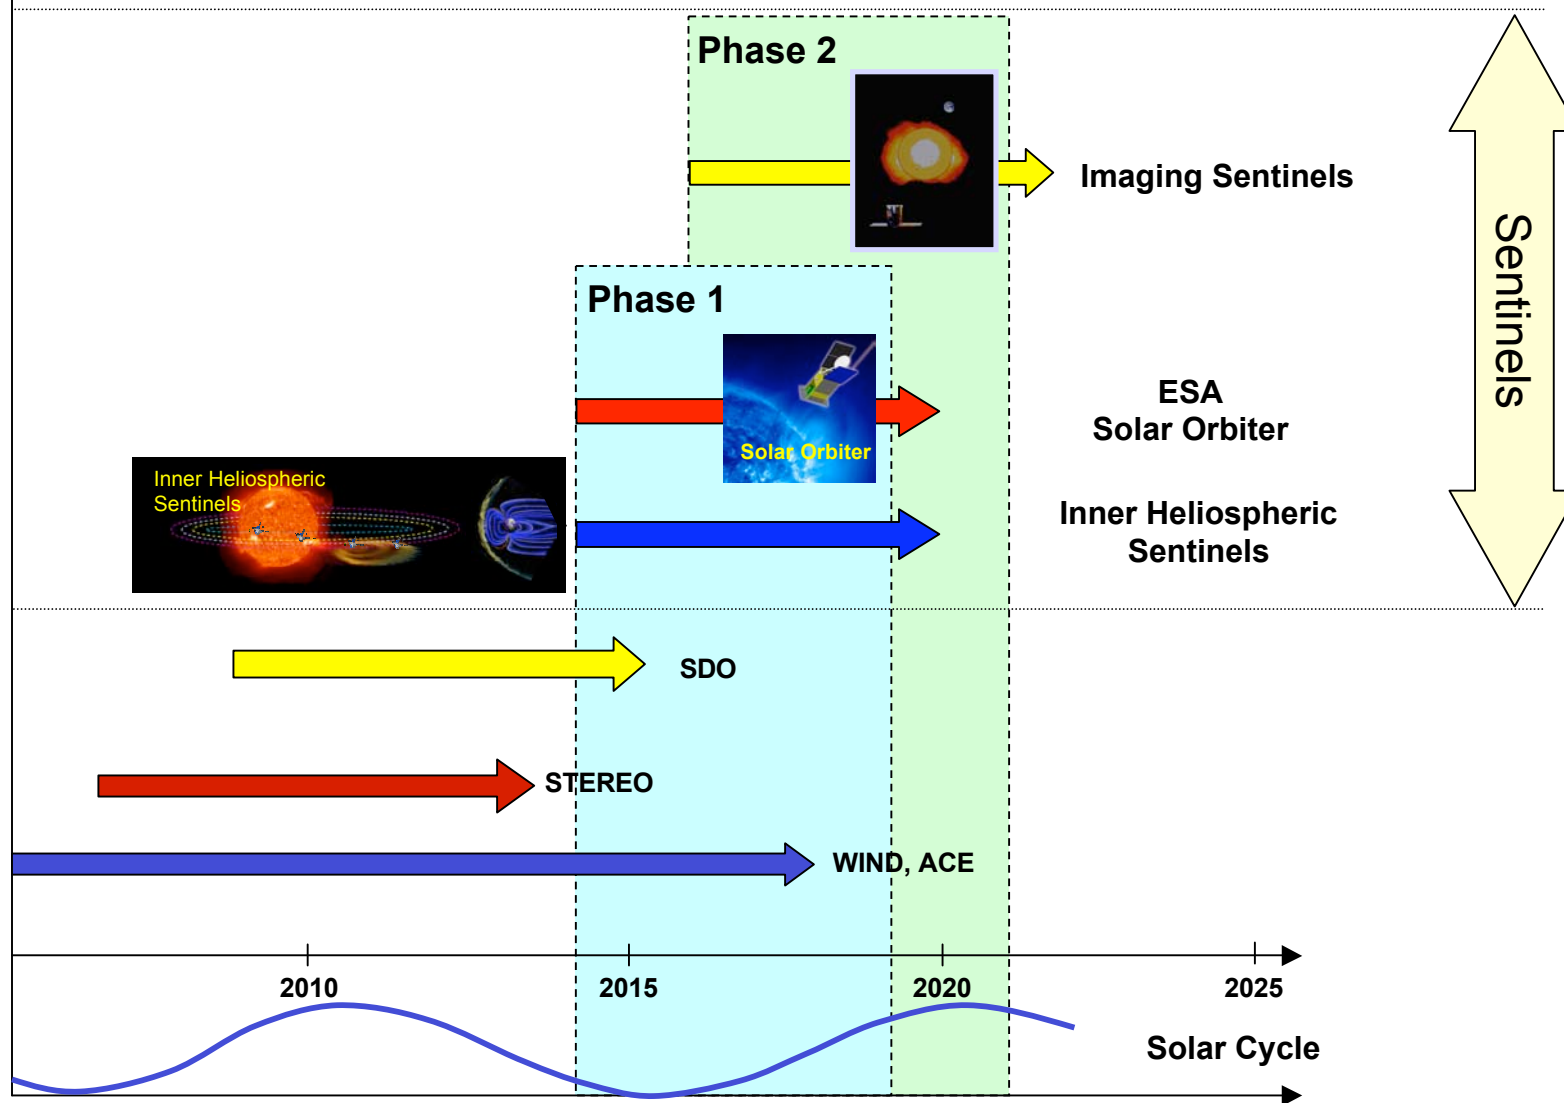 Phase 2
Imaging Sentinels
Sentinels
Phase 1
Solar Orbiter
ESA
Solar Orbiter
Inner Heliospheric
Sentinels
Inner Heliospheric
Sentinels
SDO
STEREO
WIND, ACE
2010
2015
2020
2025
Solar Cycle